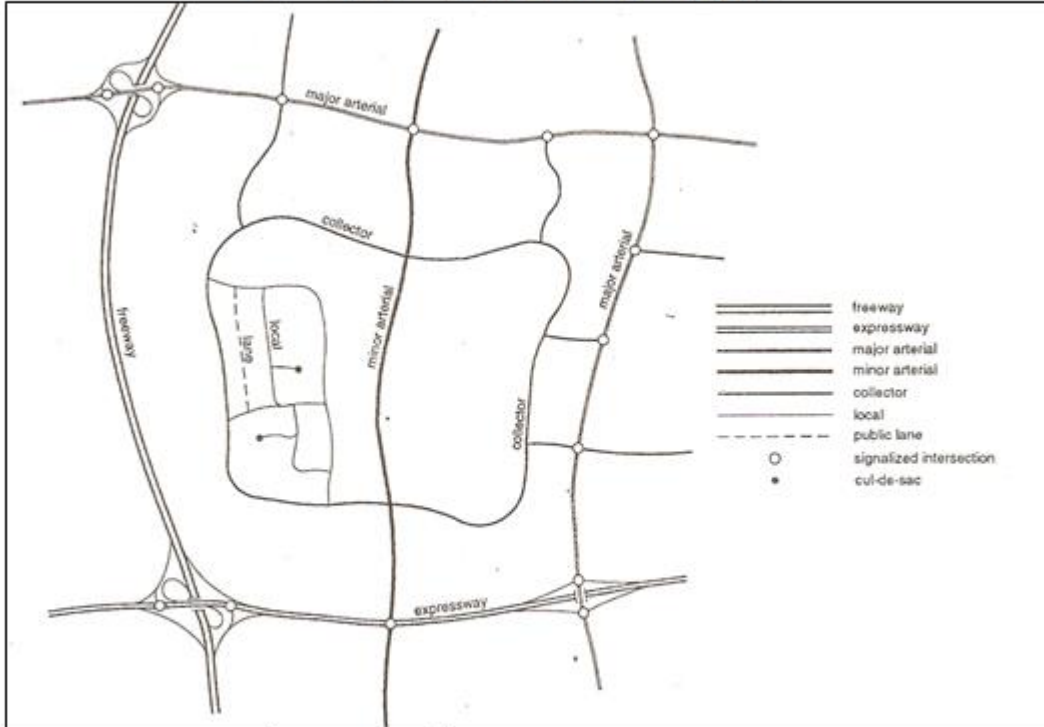 major arterial
collector
major arterial
freeway
local
lane
minor arterial
collector
expressway
freeway
expressway
major arterial
minor arterial
collector
local
public lane
signalized intersection
cul-de-sac